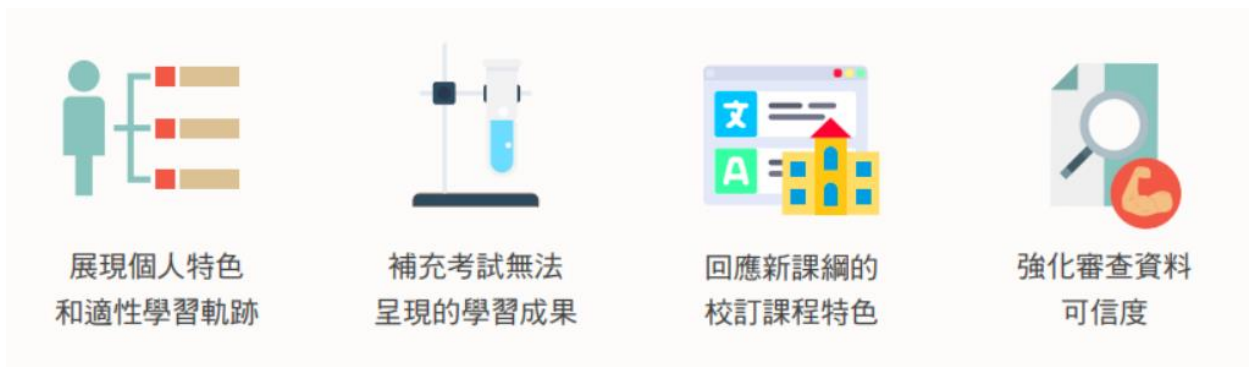 文
A
展現個人特色
和適性學習軌跡
補充考試無法
呈現的學習成果
回應新課綱的
校訂課程特色
強化審查資料
可信度